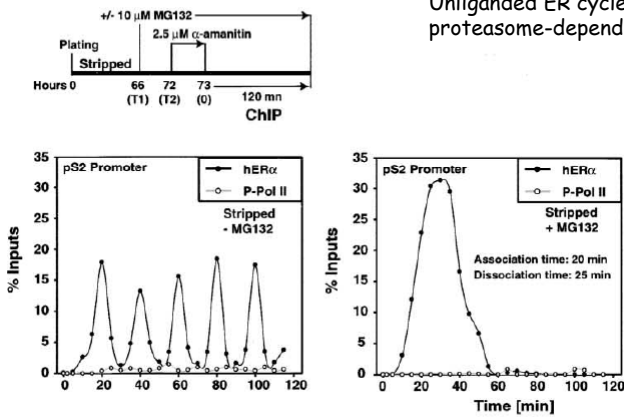 Unliganded ER cycle
proteasome-depend
+/- 10 µM MG132
2.5 µM α-amanitin
Plating
Stripped
Hours 0 66 72 73
(T1) (T2) (0)
120 mn
ChIP
pS2 Promoter
hERα
P-Pol II
Stripped
- MG132
% Inputs
35
30
25
20
15
10
5
0
0 20 40 60 80 100 120
pS2 Promoter
hERα
P-Pol II
Stripped
+ MG132
Association time: 20 min
Dissociation time: 25 min
% Inputs
35
30
25
20
15
10
5
0
0 20 40 60 80 100 120
Time [min]